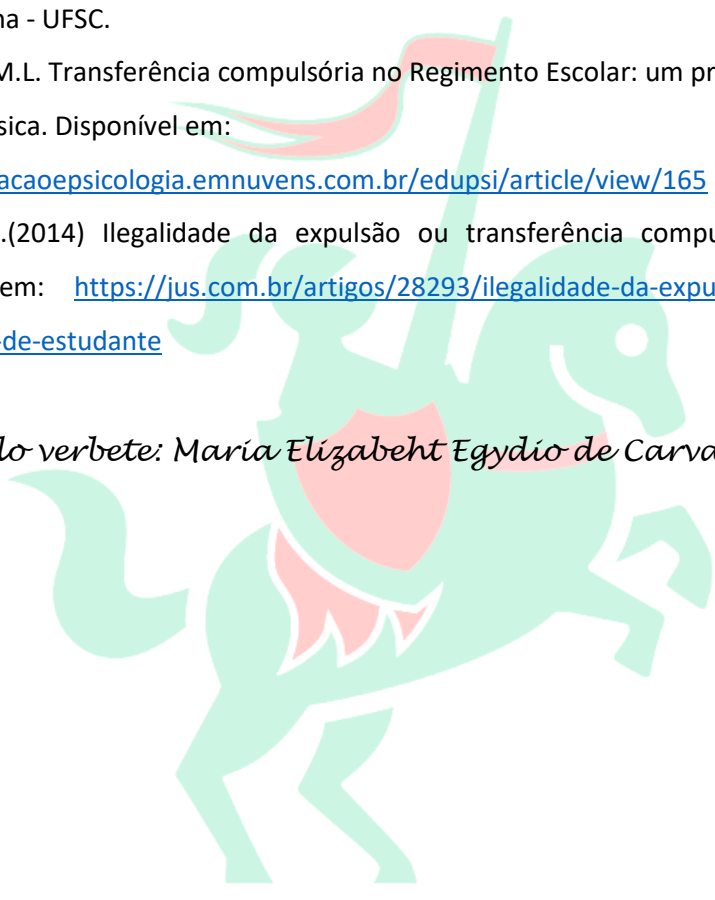 na - UFSC.
M.L. Transferência compulsória no Regimento Escolar: um pr
sica. Disponível em:
acaoepsicologia.emnuvens.com.br/edupsi/article/view/165
.(2014) Ilegalidade da expulsão ou transferência compu
em: https://jus.com.br/artigos/28293/ilegalidade-da-expu
-de-estudante
do verbete: Maria Elizabeht Egydio de Carva